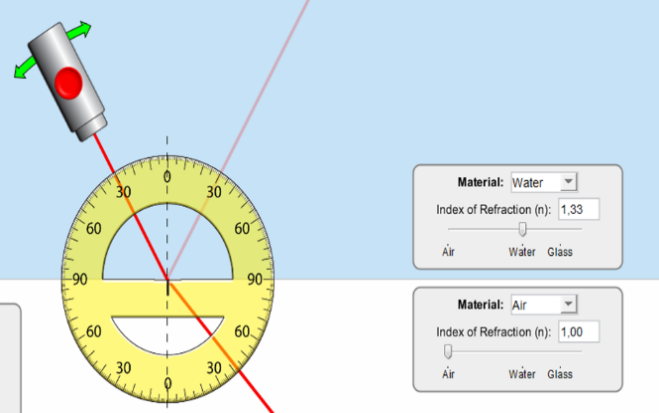 0
30 30
60 60
90 90
60 60
30 30
0
Material: Water
Index of Refraction (n): 1,33
Air Water Glass
Material: Air
Index of Refraction (n): 1,00
Air Water Glass